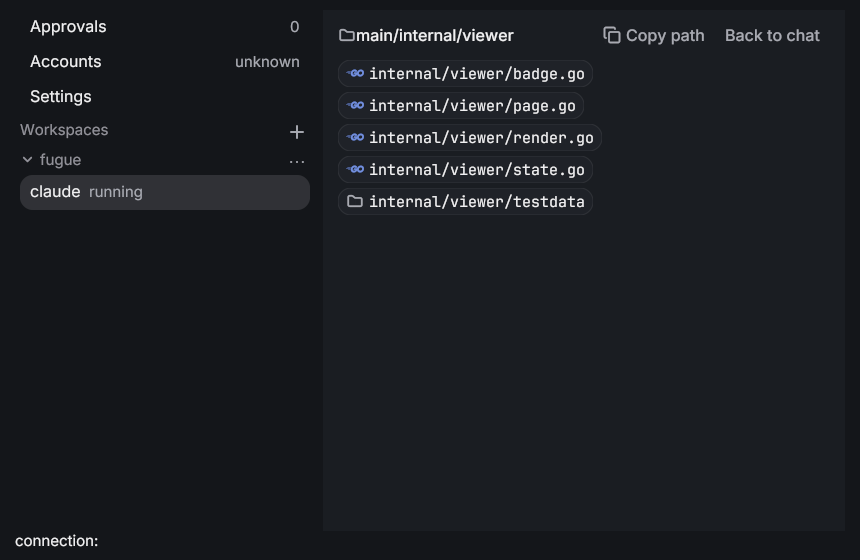 Approvals 0
Accounts unknown
Settings
Workspaces
fugue ...
claude running
connection:
main/internal/viewer Copy path Back to chat
internal/viewer/badge.go
internal/viewer/page.go
internal/viewer/render.go
internal/viewer/state.go
internal/viewer/testdata